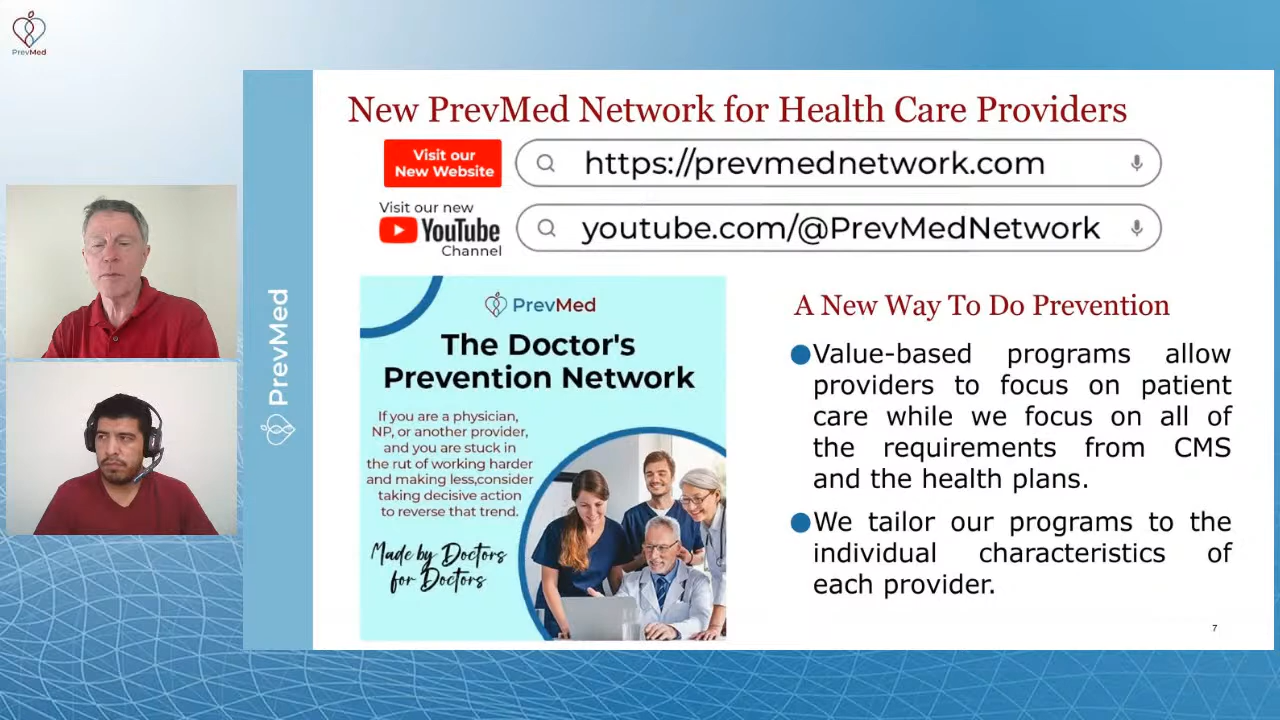 PrevMed
New PrevMed Network for Health Care Providers
Visit our
New Website
https://prevmednetwork.com
Visit our new
YouTube
Channel
youtube.com/@PrevMedNetwork
PrevMed
PrevMed
The Doctor's
Prevention Network
If you are a physician,
NP, or another provider,
and you are stuck in
the rut of working harder
and making less,consider
taking decisive action
to reverse that trend.
Made by Doctors
for Doctors
A New Way To Do Prevention
Value-based programs allow
providers to focus on patient
care while we focus on all of
the requirements from CMS
and the health plans.
We tailor our programs to the
individual characteristics of
each provider.
7